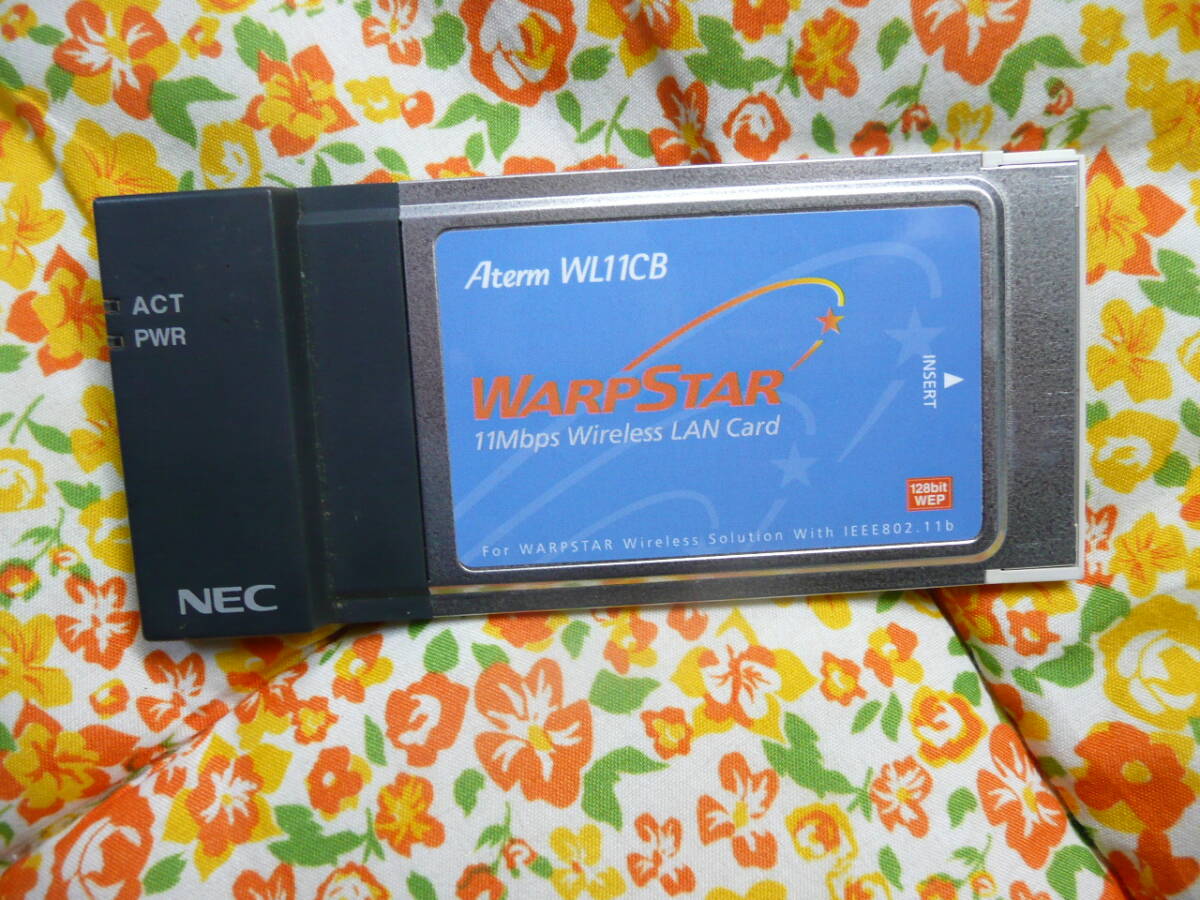 ACT
PWR
NEC
Aterm WL11CB
WARPSTAR
11Mbps Wireless LAN Card
INSERT
128bit
WEP
For WARPSTAR Wireless Solution With IEEE802.11b